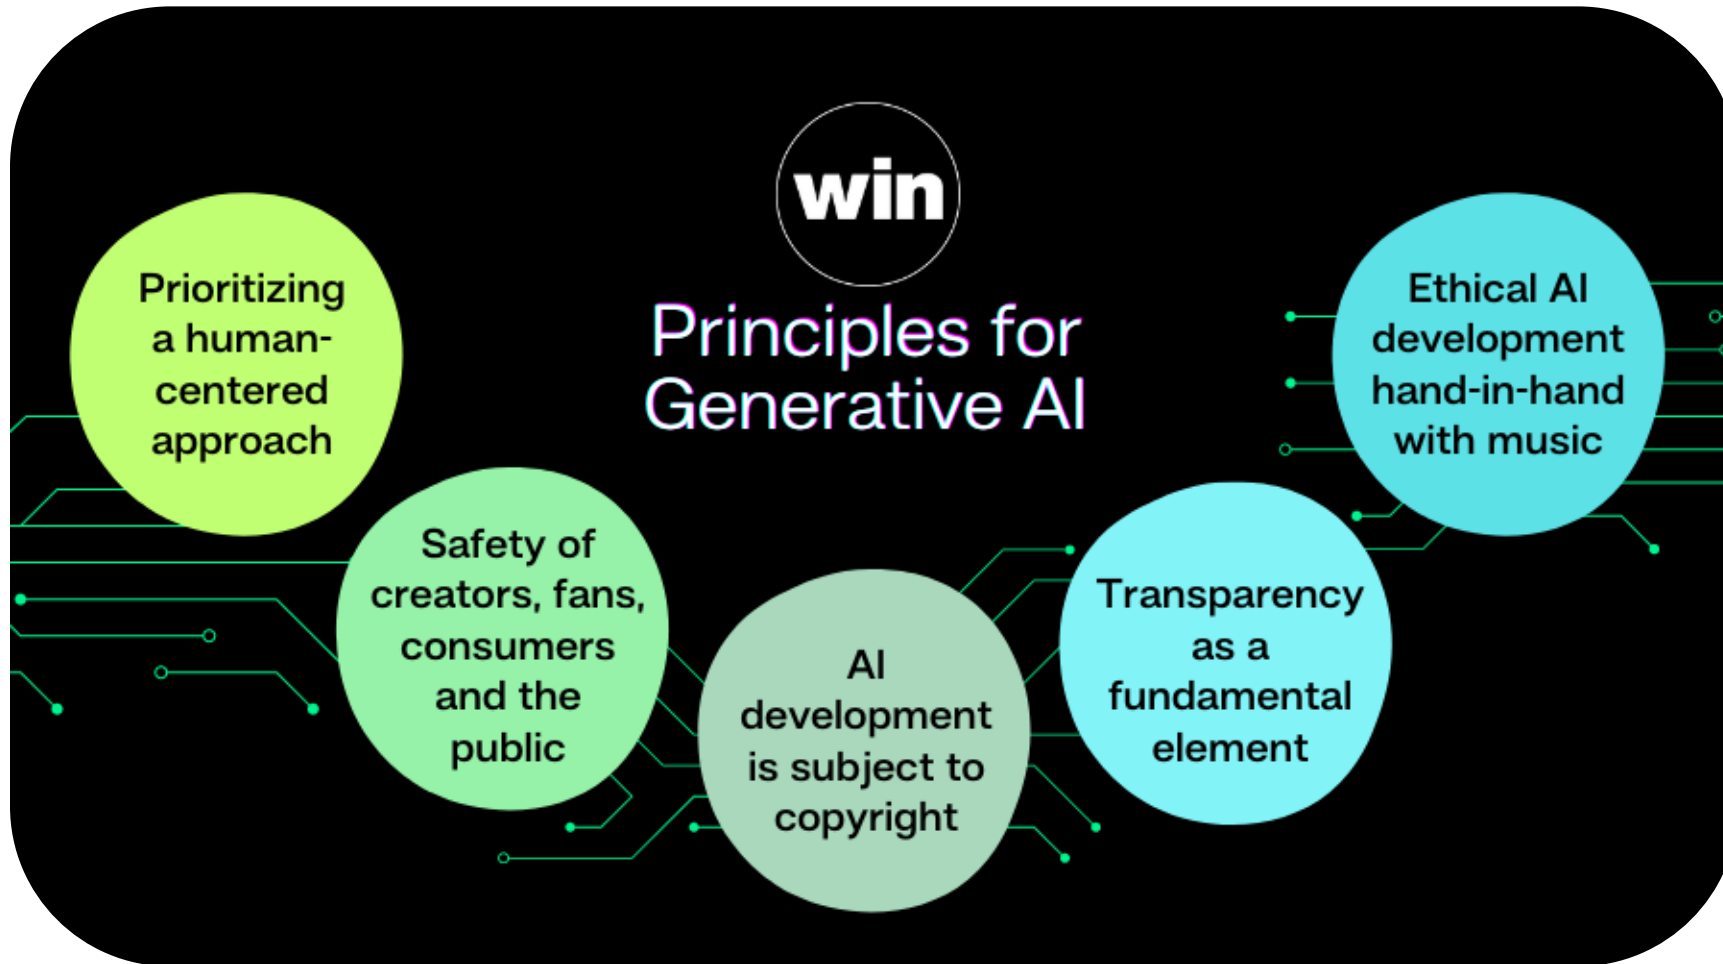 win
Principles for
Generative AI
Prioritizing
a human-
centered
approach
Safety of
creators, fans,
consumers
and the
public
AI
development
is subject to
copyright
Transparency
as a
fundamental
element
Ethical AI
development
hand-in-hand
with music